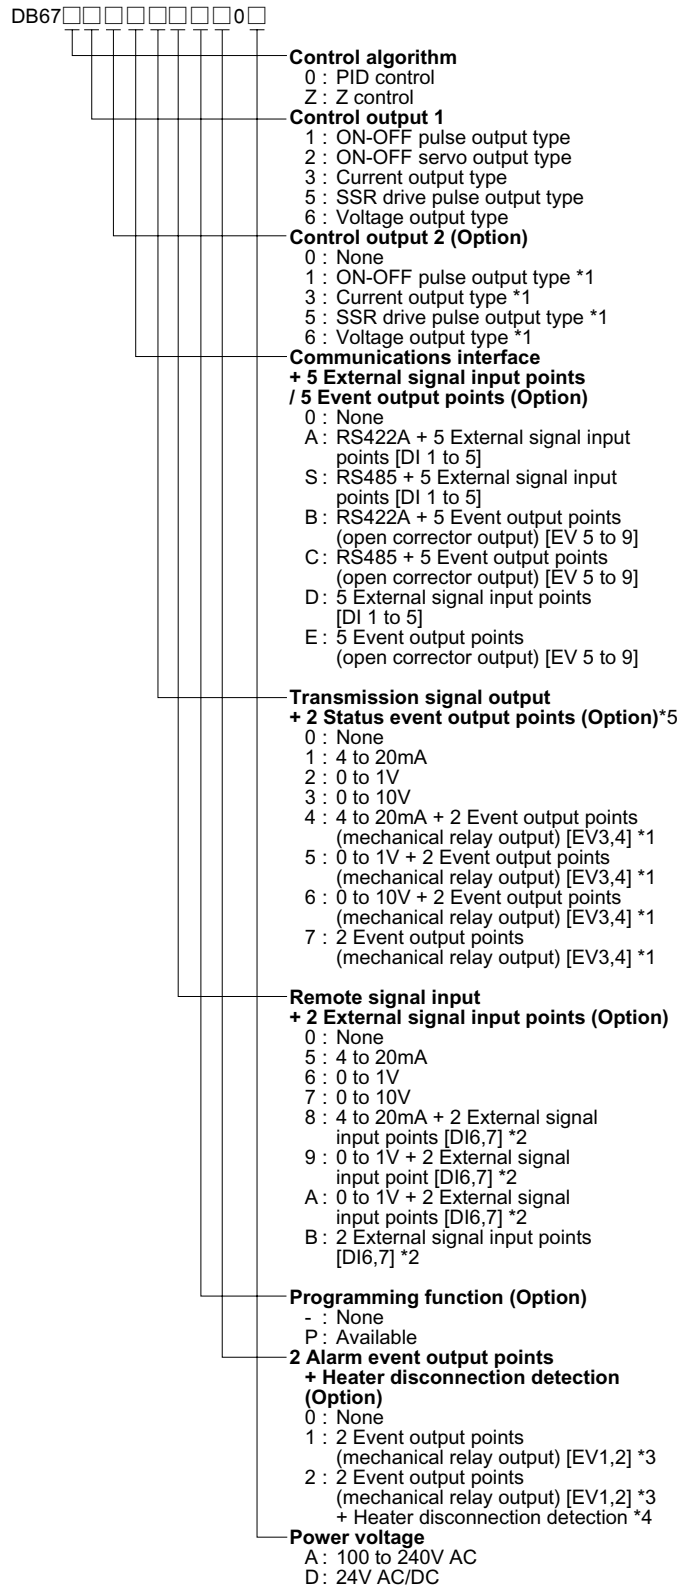 DB67□□□□□□□□0□
Control algorithm
0 : PID control
Z : Z control
Control output 1
1 : ON-OFF pulse output type
2 : ON-OFF servo output type
3 : Current output type
5 : SSR drive pulse output type
6 : Voltage output type
Control output 2 (Option)
0 : None
1 : ON-OFF pulse output type *1
3 : Current output type *1
5 : SSR drive pulse output type *1
6 : Voltage output type *1
Communications interface
+ 5 External signal input points
/ 5 Event output points (Option)
0 : None
A : RS422A + 5 External signal input
points [DI 1 to 5]
S : RS485 + 5 External signal input
points [DI 1 to 5]
B : RS422A + 5 Event output points
(open corrector output) [EV 5 to 9]
C : RS485 + 5 Event output points
(open corrector output) [EV 5 to 9]
D : 5 External signal input points
[DI 1 to 5]
E : 5 Event output points
(open corrector output) [EV 5 to 9]
Transmission signal output
+ 2 Status event output points (Option)*5
0 : None
1 : 4 to 20mA
2 : 0 to 1V
3 : 0 to 10V
4 : 4 to 20mA + 2 Event output points
(mechanical relay output) [EV3,4] *1
5 : 0 to 1V + 2 Event output points
(mechanical relay output) [EV3,4] *1
6 : 0 to 10V + 2 Event output points
(mechanical relay output) [EV3,4] *1
7 : 2 Event output points
(mechanical relay output) [EV3,4] *1
Remote signal input
+ 2 External signal input points (Option)
0 : None
5 : 4 to 20mA
6 : 0 to 1V
7 : 0 to 10V
8 : 4 to 20mA + 2 External signal
input points [DI6,7] *2
9 : 0 to 1V + 2 External signal
input point [DI6,7] *2
A : 0 to 1V + 2 External signal
input points [DI6,7] *2
B : 2 External signal input points
[DI6,7] *2
Programming function (Option)
- : None
P : Available
2 Alarm event output points
+ Heater disconnection detection
(Option)
0 : None
1 : 2 Event output points
(mechanical relay output) [EV1,2] *3
2 : 2 Event output points
(mechanical relay output) [EV1,2] *3
+ Heater disconnection detection *4
Power voltage
A : 100 to 240V AC
D : 24V AC/DC